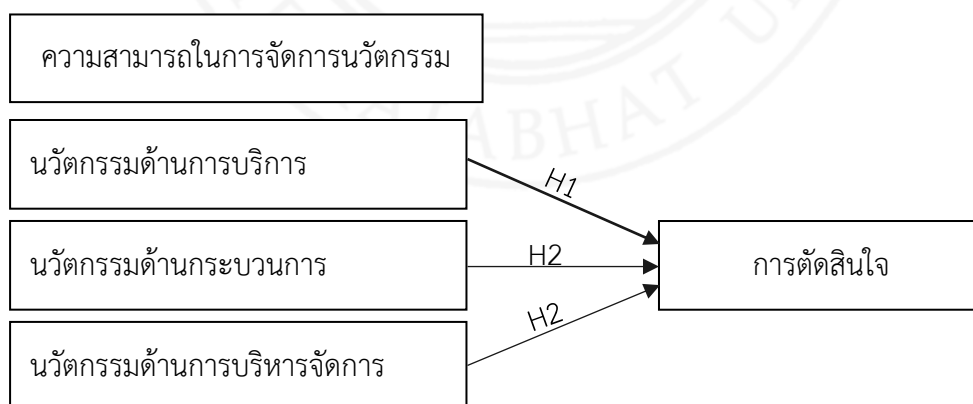 ความสามารถในการจัดการนวัตกรรม
นวัตกรรมด้านการบริการ
H1
นวัตกรรมด้านกระบวนการ
H2
การตัดสินใจ
H2
นวัตกรรมด้านการบริหารจัดการ